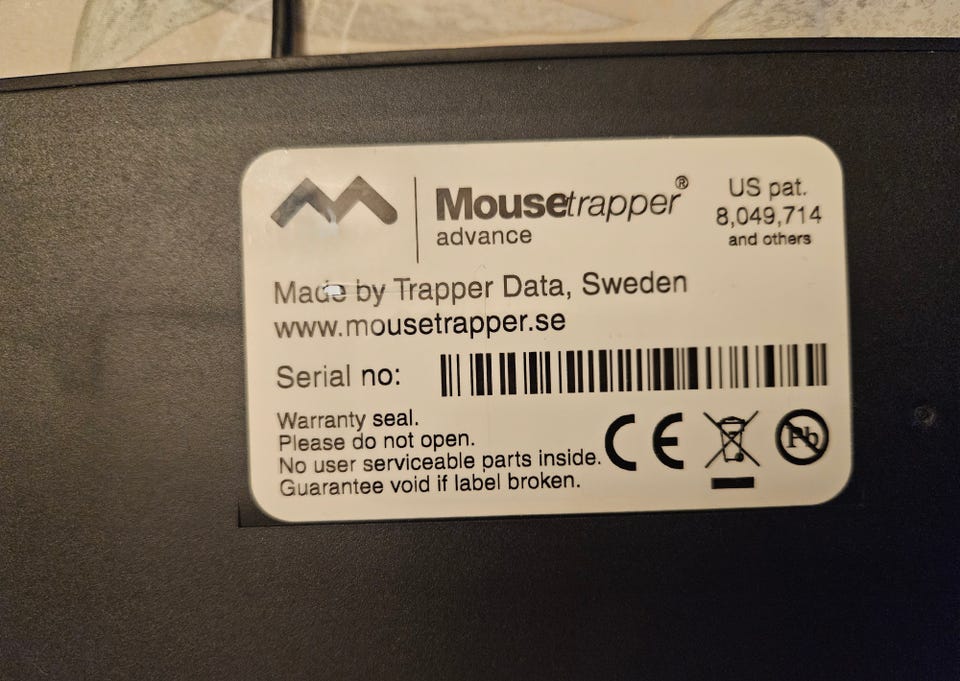 Mousetrapper®
advance
US pat.
8,049,714
and others
Made by Trapper Data, Sweden
www.mousetrapper.se
Serial no:
Warranty seal.
Please do not open.
No user serviceable parts inside.
Guarantee void if label broken.
CE
Pb